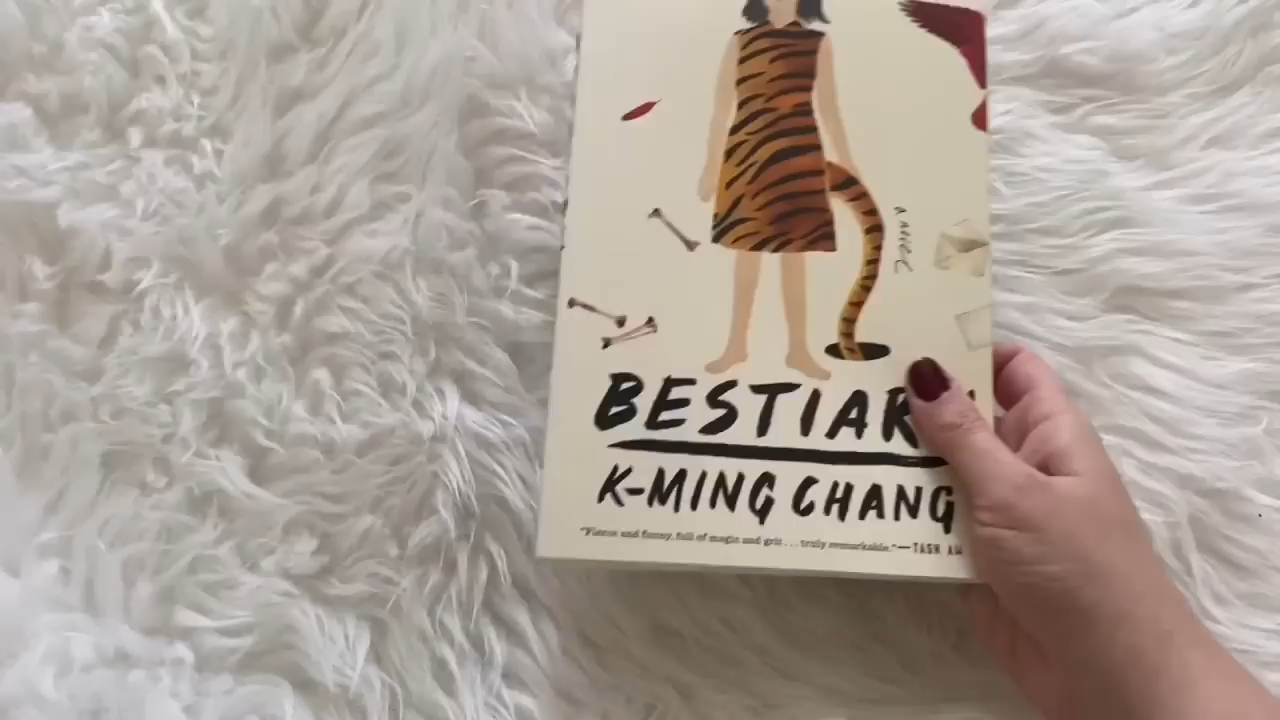 a novel
BESTIAR
K-MING CHANG
"Fierce and funny, full of magic and grit . . . truly remarkable."—TASH AW